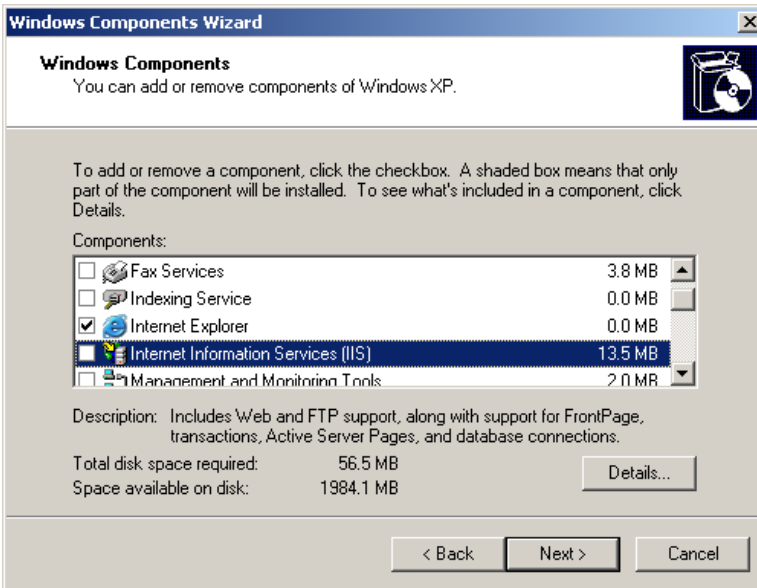 Windows Components Wizard
Windows Components
You can add or remove components of Windows XP.
To add or remove a component, click the checkbox. A shaded box means that only
part of the component will be installed. To see what's included in a component, click
Details.
Components:
Fax Services 3.8 MB
Indexing Service 0.0 MB
Internet Explorer 0.0 MB
Internet Information Services (IIS) 13.5 MB
Management and Monitoring Tools 2.0 MB
Description: Includes Web and FTP support, along with support for FrontPage,
transactions, Active Server Pages, and database connections.
Total disk space required: 56.5 MB
Space available on disk: 1984.1 MB
Details...
< Back Next > Cancel